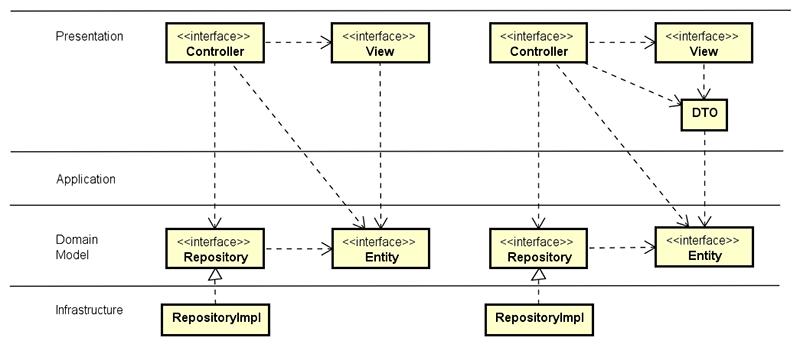 Presentation
<<interface>>
Controller
<<interface>>
View
<<interface>>
Controller
<<interface>>
View
DTO
Application
Domain
Model
<<interface>>
Repository
<<interface>>
Entity
<<interface>>
Repository
<<interface>>
Entity
Infrastructure
RepositoryImpl
RepositoryImpl